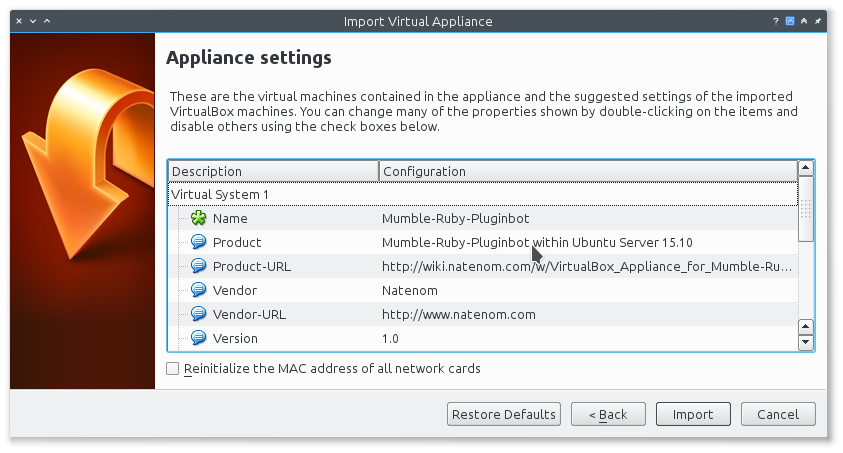 Import Virtual Appliance
Appliance settings
These are the virtual machines contained in the appliance and the suggested settings of the imported
VirtualBox machines. You can change many of the properties shown by double-clicking on the items and
disable others using the check boxes below.
Description Configuration
Virtual System 1
Name Mumble-Ruby-Pluginbot
Product Mumble-Ruby-Pluginbot within Ubuntu Server 15.10
Product-URL http://wiki.natenom.com/w/VirtualBox_Appliance_for_Mumble-Ru...
Vendor Natenom
Vendor-URL http://www.natenom.com
Version 1.0
Reinitialize the MAC address of all network cards
Restore Defaults < Back Import Cancel